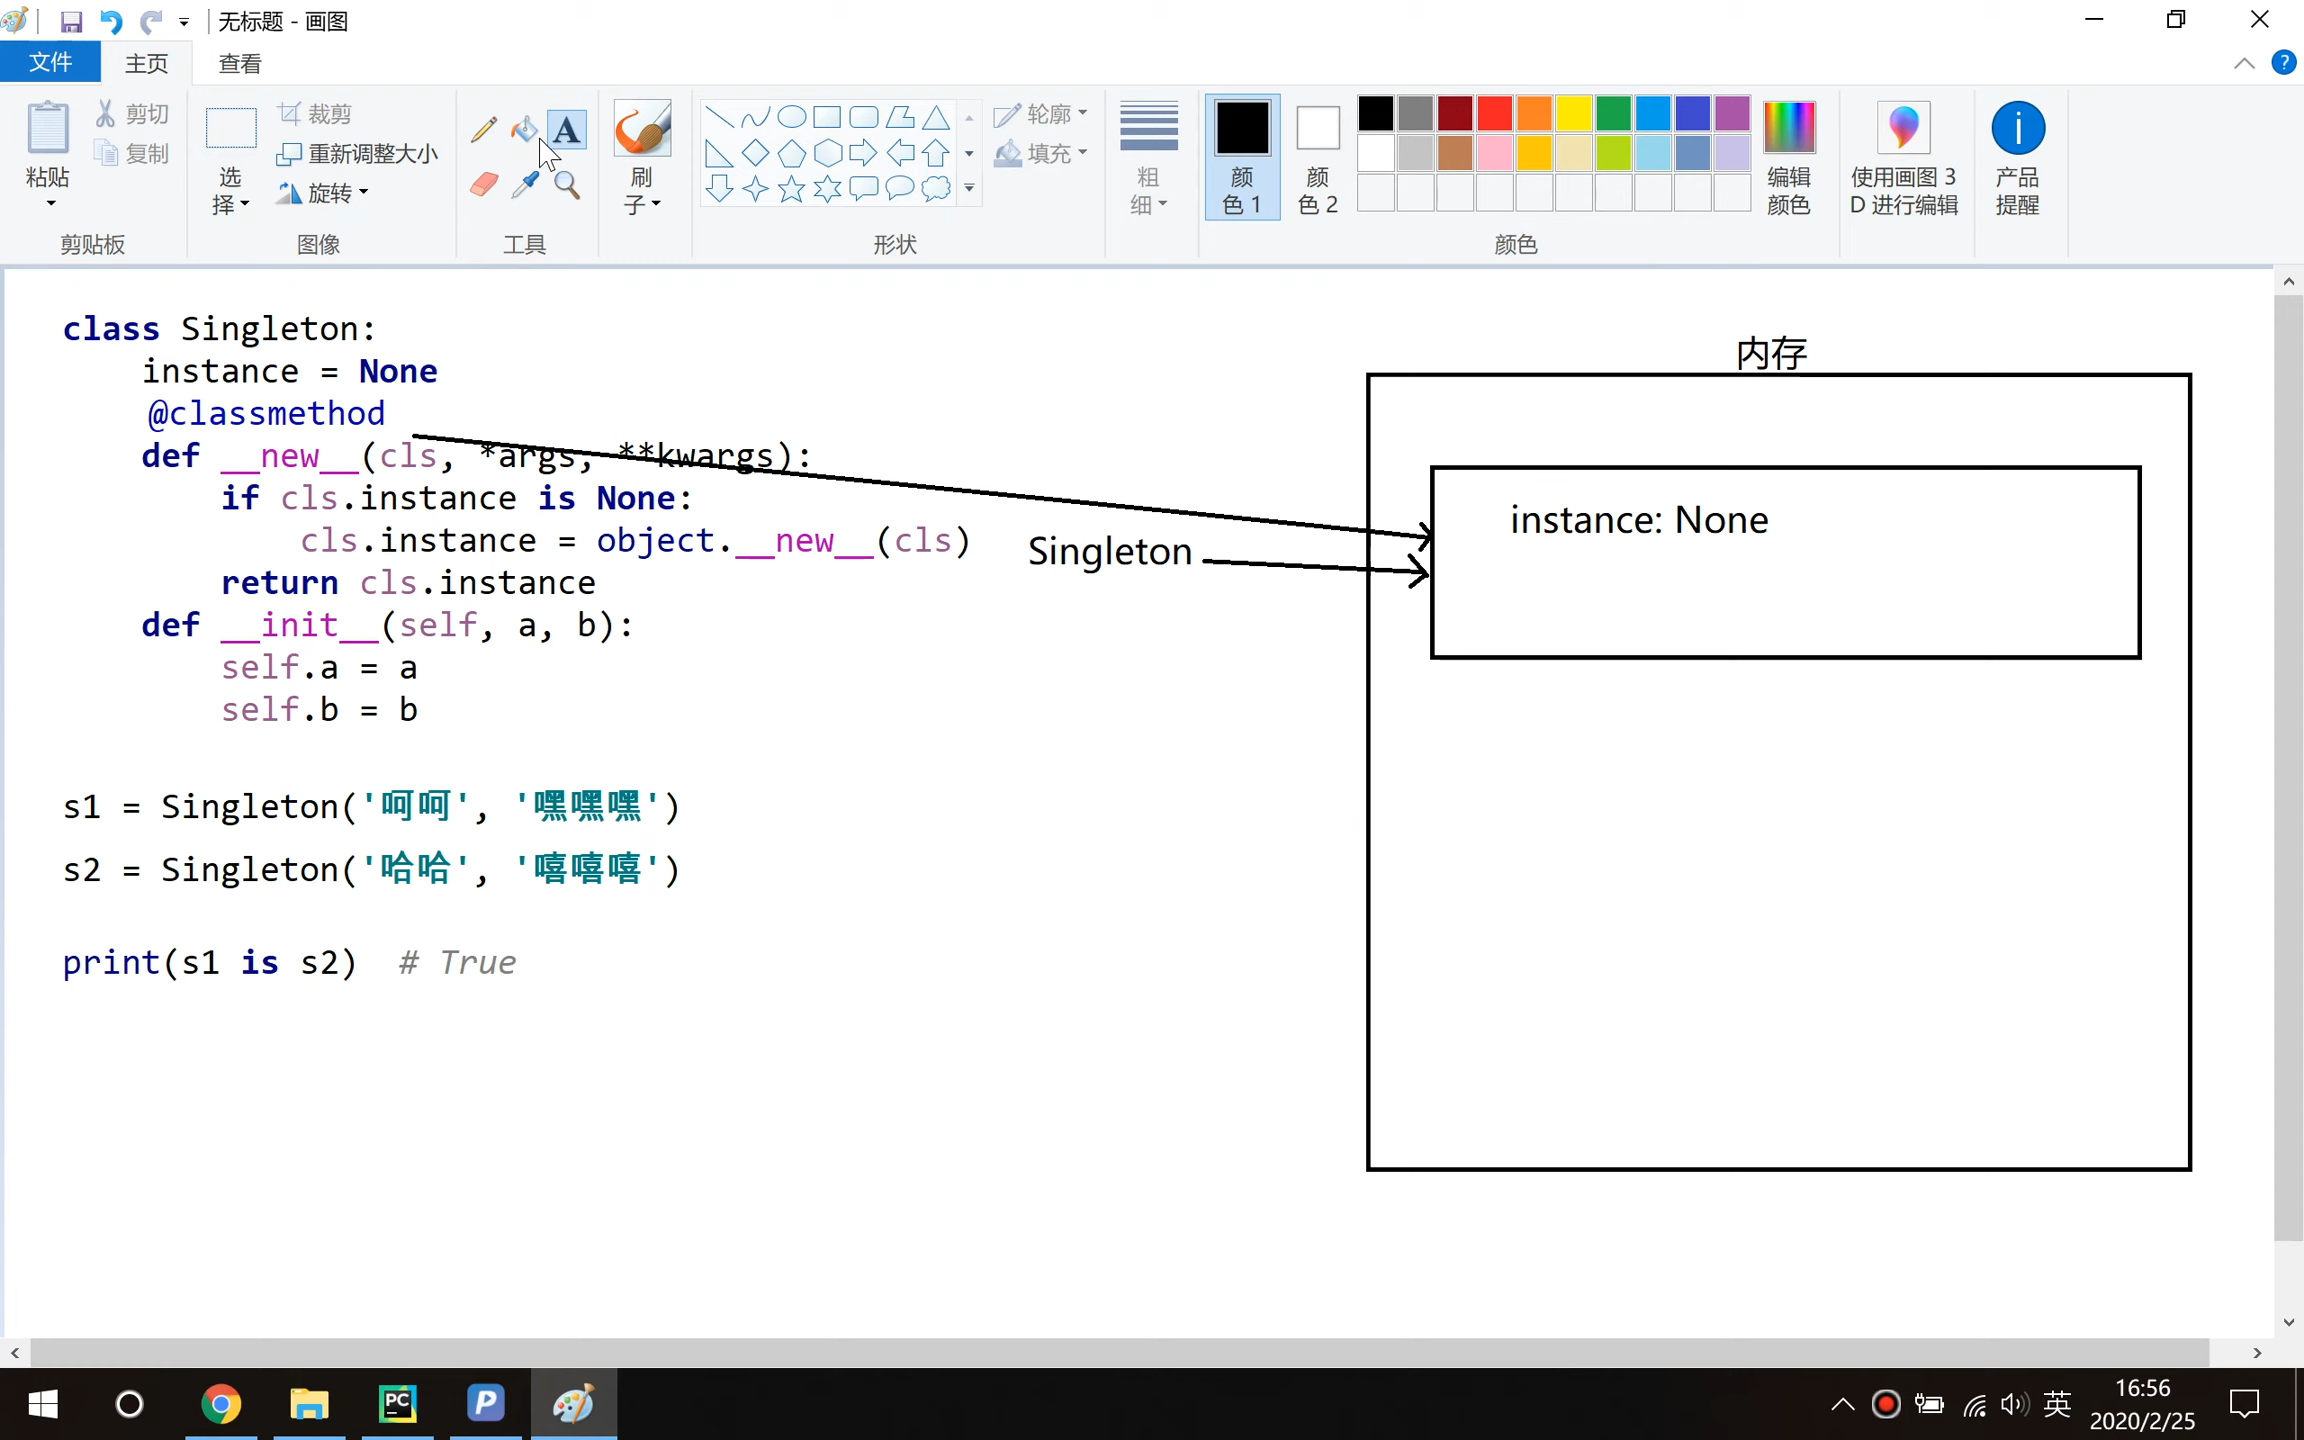 无标题 - 画图
文件 主页 查看
粘贴
剪切
复制
剪贴板
选
择
裁剪
重新调整大小
旋转
图像
A
工具
刷
子
形状
轮廓
填充
粗
细
颜
色 1
颜
色 2
颜色
编辑
颜色
使用画图 3
D 进行编辑
产品
提醒
class Singleton:
instance = None
@classmethod
def __new__(cls, *args, **kwargs):
if cls.instance is None:
cls.instance = object.__new__(cls)
return cls.instance
def __init__(self, a, b):
self.a = a
self.b = b
s1 = Singleton('呵呵', '嘿嘿嘿')
s2 = Singleton('哈哈', '嘻嘻嘻')
print(s1 is s2)  # True
内存
instance: None
Singleton
PC
P
英
16:56
2020/2/25